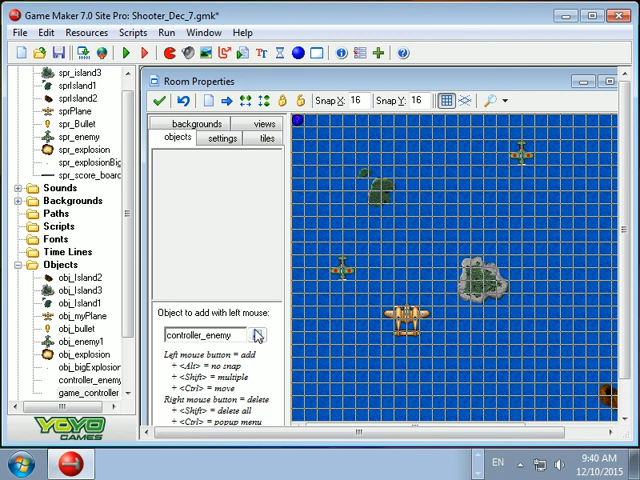 Game Maker 7.0 Site Pro: Shooter_Dec_7.gmk*
File Edit Resources Scripts Run Window Help
spr_island3
sprIsland1
sprIsland2
sprPlane
spr_Bullet
spr_enemy
spr_explosion
spr_explosionBig
spr_score_board
Sounds
Backgrounds
Paths
Scripts
Fonts
Time Lines
Objects
obj_Island2
obj_Island3
obj_Island1
obj_myPlane
obj_bullet
obj_enemy1
obj_explosion
obj_bigExplosion
controller_enemy
game_controller
YOYO
GAMES
Room Properties
Snap X: 16 Snap Y: 16
backgrounds views
objects settings tiles
Object to add with left mouse:
controller_enemy
Left mouse button = add
+ <Alt> = no snap
+ <Shift> = multiple
+ <Ctrl> = move
Right mouse button = delete
+ <Shift> = delete all
+ <Ctrl> = popup menu
EN
9:40 AM
12/10/2015